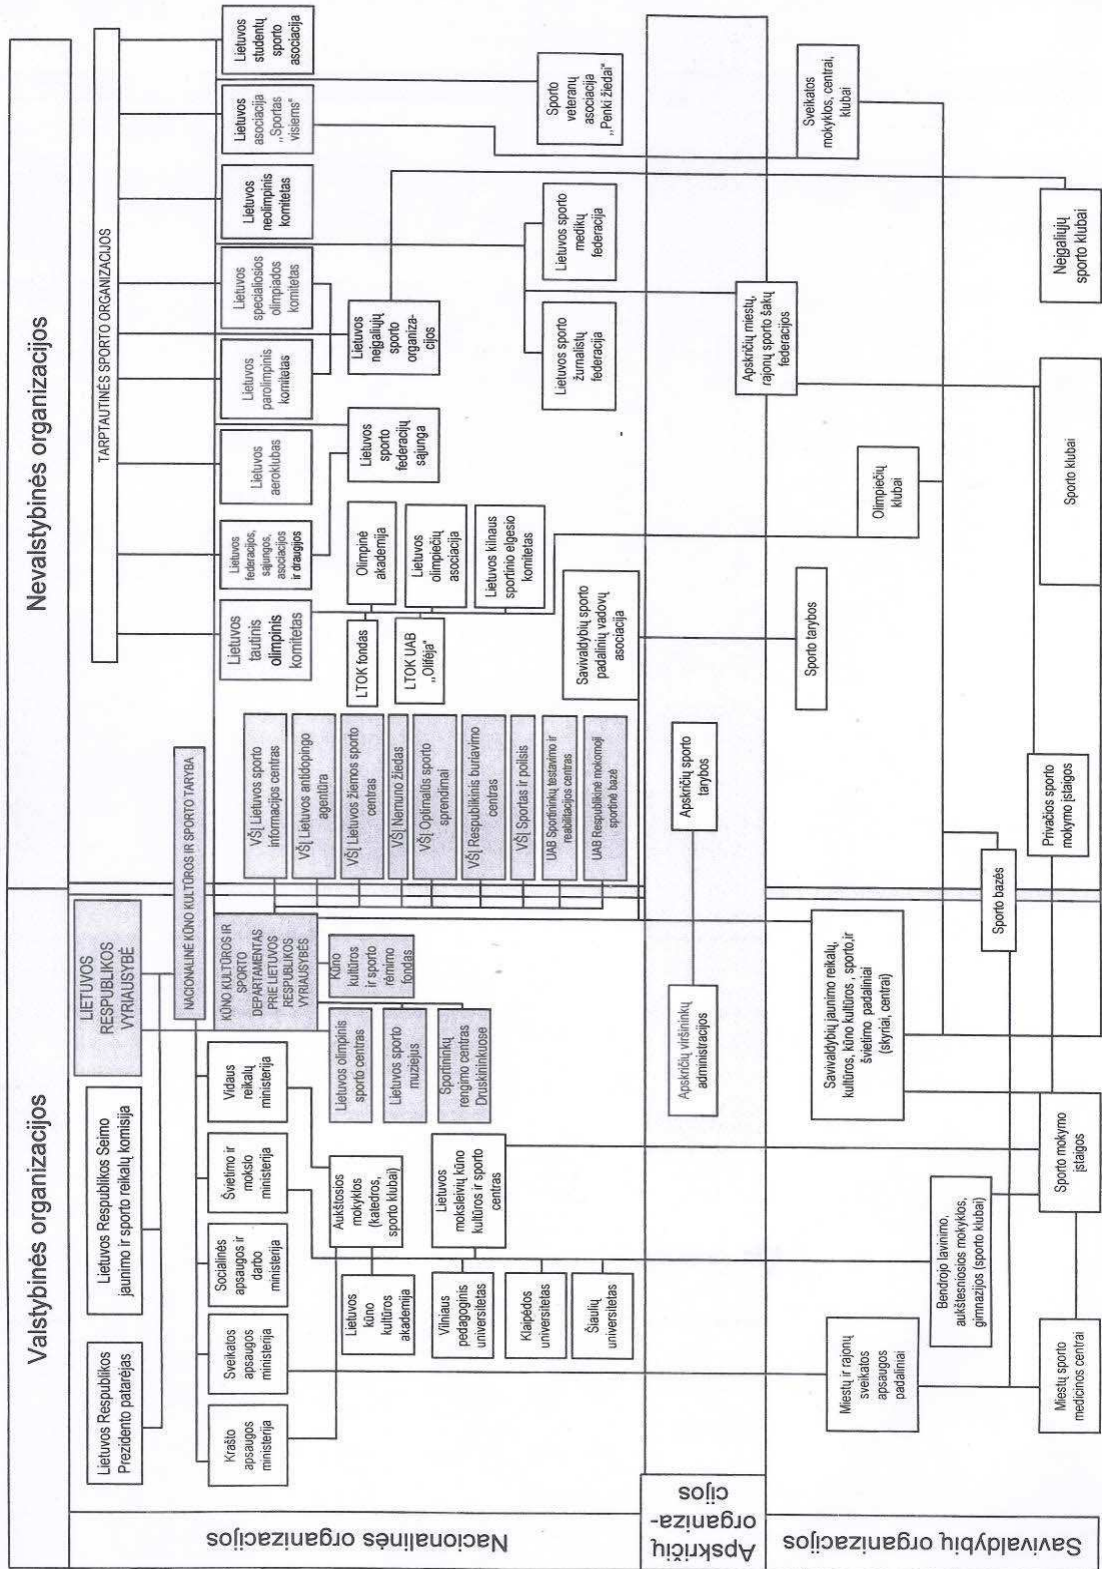 Valstybinės organizacijos
Nevalstybinės organizacijos
Nacionalinės organizacijos
Apskričių
organiza-
cijos
Savivaldybių organizacijos
Lietuvos Respublikos
Prezidento patarėjas
Lietuvos Respublikos Seimo
jaunimo ir sporto reikalų komisija
LIETUVOS
RESPUBLIKOS
VYRIAUSYBĖ
NACIONALINĖ KŪNO KULTŪROS IR SPORTO TARYBA
TARPTAUTINĖS SPORTO ORGANIZACIJOS
Krašto
apsaugos
ministerija
Sveikatos
apsaugos
ministerija
Socialinės
apsaugos ir
darbo
ministerija
Švietimo ir
mokslo
ministerija
Vidaus
reikalų
ministerija
KŪNO KULTŪROS IR
SPORTO
DEPARTAMENTAS
PRIE LIETUVOS
RESPUBLIKOS
VYRIAUSYBĖS
Lietuvos
tautinis
olimpinis
komitetas
Lietuvos
federacijos,
sąjungos,
asociacijos
ir draugijos
Lietuvos
aeroklubas
Lietuvos
parolimpinis
komitetas
Lietuvos
specialiosios
olimpiados
komitetas
Lietuvos
neolimpinis
komitetas
Lietuvos
asociacija
„Sportas
visiems“
Lietuvos
studentų
sporto
asociacija
Aukštosios
mokyklos
(katedros,
sporto klubai)
Lietuvos
kūno
kultūros
akademija
Vilniaus
pedagoginis
universitetas
Klaipėdos
universitetas
Šiaulių
universitetas
Lietuvos
moksleivių kūno
kultūros ir sporto
centras
Lietuvos olimpinis
sporto centras
Lietuvos sporto
muziejus
Sportininkų
rengimo centras
Druskininkuose
Kūno
kultūros
ir sporto
rėmimo
fondas
VŠĮ Lietuvos sporto
informacijos centras
VŠĮ Lietuvos antidopingo
agentūra
VŠĮ Lietuvos žiemos sporto
centras
VŠĮ Nemuno žiedas
VŠĮ Optimalūs sporto
sprendimai
VŠĮ Respublikinis buriavimo
centras
VŠĮ Sportas ir polisis
UAB Sportininkų testavimo ir
reabilitacijos centras
UAB Respublikinė mokomoji
sportinė bazė
LTOK fondas
Olimpinė
akademija
LTOK UAB
„Olifėja“
Lietuvos
olimpiečių
asociacija
Lietuvos kilnaus
sportinio elgesio
komitetas
Lietuvos
sporto
federacijų
sąjunga
Lietuvos
neįgaliųjų
sporto
organiza-
cijos
Savivaldybių sporto
padalinių vadovų
asociacija
Lietuvos sporto
žurnalistų
federacija
Lietuvos sporto
medikų
federacija
Sporto
veteranų
asociacija
„Penki žiedai“
Apskričių viršininkų
administracijos
Apskričių sporto
tarybos
Apskričių miestų,
rajonų sporto šakų
federacijos
Miestų ir rajonų
sveikatos
apsaugos
padaliniai
Bendrojo lavinimo,
aukštesniosios mokyklos,
gimnazijos (sporto klubai)
Savivaldybių jaunimo reikalų,
kultūros, kūno kultūros , sporto,ir
švietimo padaliniai
(skyriai, centrai)
Sporto tarybos
Olimpiečių
klubai
Sveikatos
mokyklos, centrai,
klubai
Sporto bazės
Miestų sporto
medicinos centrai
Sporto mokymo
įstaigos
Privačios sporto
mokymo įstaigos
Sporto klubai
Neįgaliųjų
sporto klubai